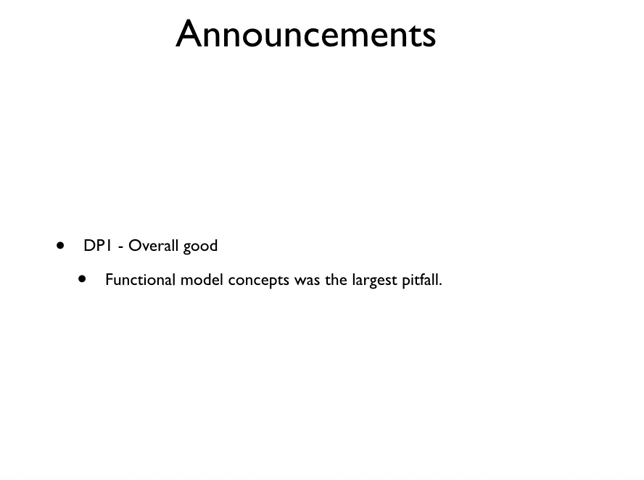 Announcements
• DP1 - Overall good
• Functional model concepts was the largest pitfall.